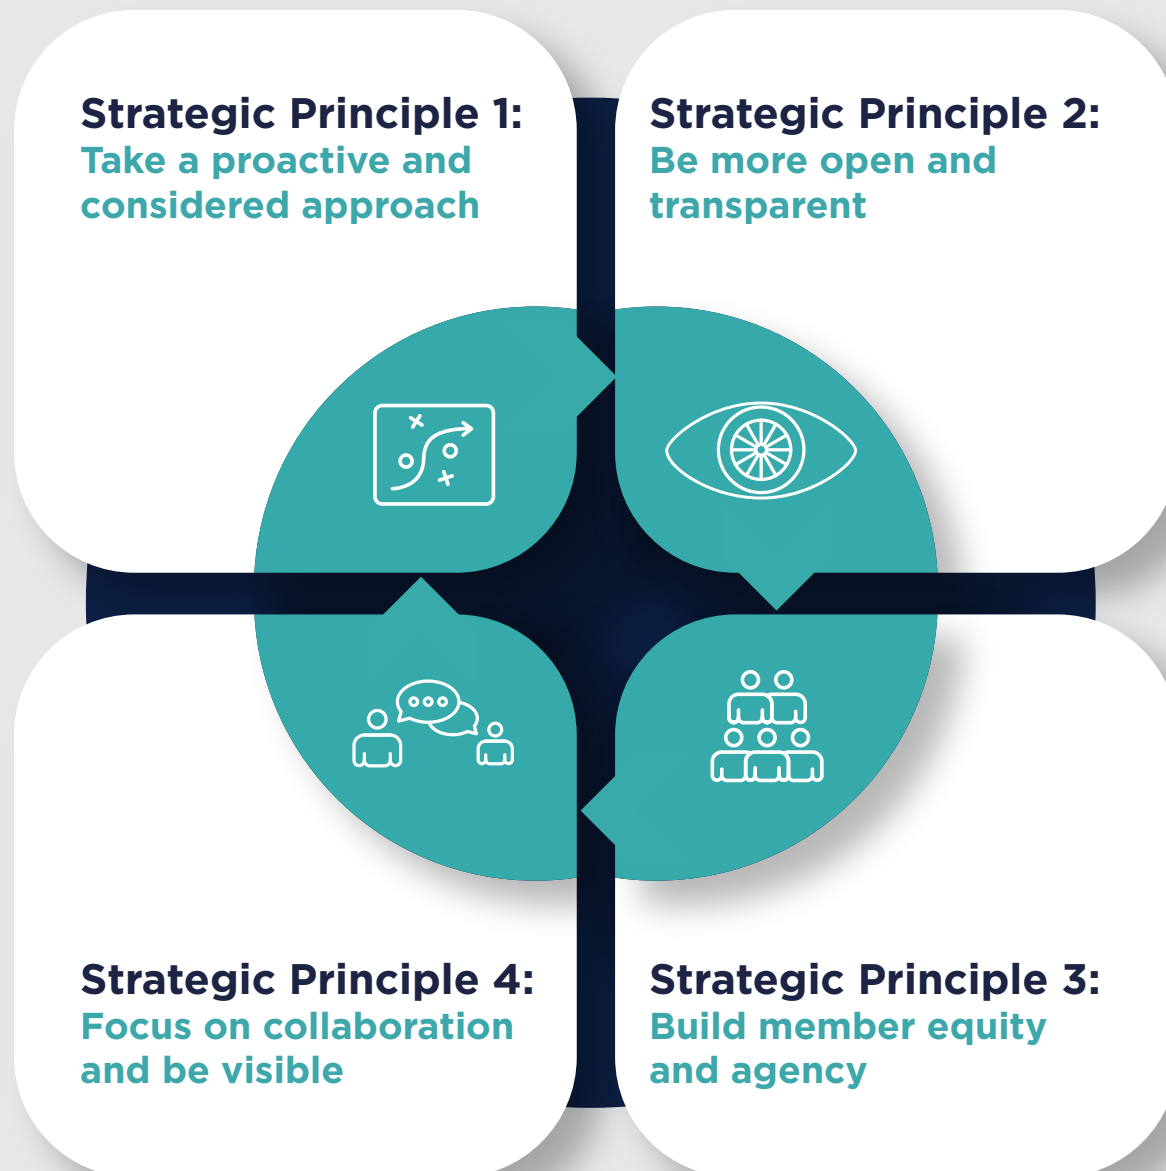 Strategic Principle 1:
Take a proactive and
considered approach
Strategic Principle 2:
Be more open and
transparent
Strategic Principle 4:
Focus on collaboration
and be visible
Strategic Principle 3:
Build member equity
and agency